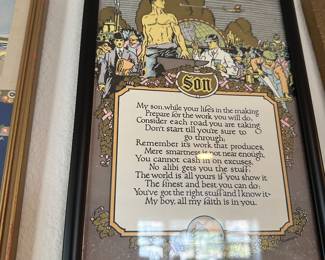 Son
My son, while your life's in the making
Prepare for the work you will do.
Consider each road you are taking
Don't start till you're sure to
go through;
Remember it's work that produces,
Mere smartness is not near enough,
You cannot cash in on excuses,
No alibi gets you the stuff;
The world is all yours if you show it
The finest and best you can do;
You've got the right stuff and I know it-
My boy, all my faith is in you.